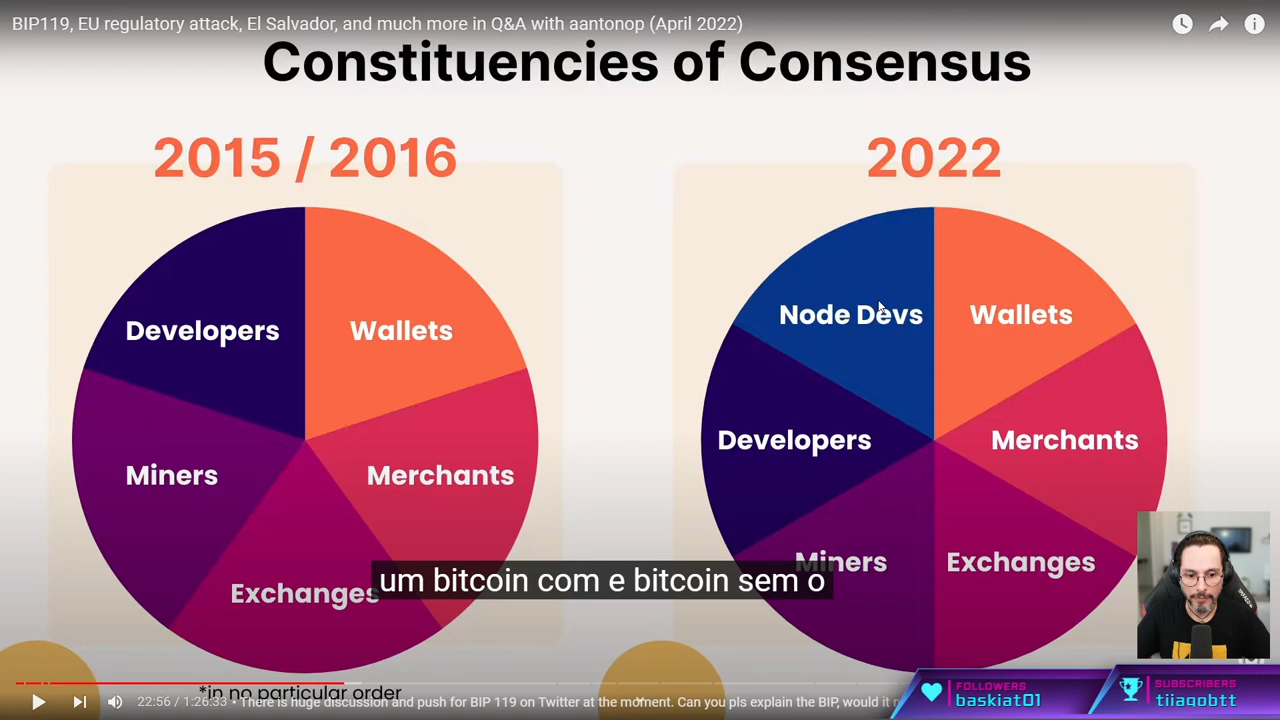 BIP119, EU regulatory attack, El Salvador, and much more in Q&A with aantonop (April 2022)
Constituencies of Consensus
2015 / 2016
2022
Developers
Wallets
Miners
Merchants
Exchanges
Node Devs
Wallets
Developers
Merchants
Miners
Exchanges
um bitcoin com e bitcoin sem o
*in no particular order
22:56 / 1:26:33 • There is huge discussion and push for BIP 119 on Twitter at the moment. Can you pls explain the BIP, would it
FOLLOWERS
baskiat01
SUBSCRIBERS
tiiaqobtt